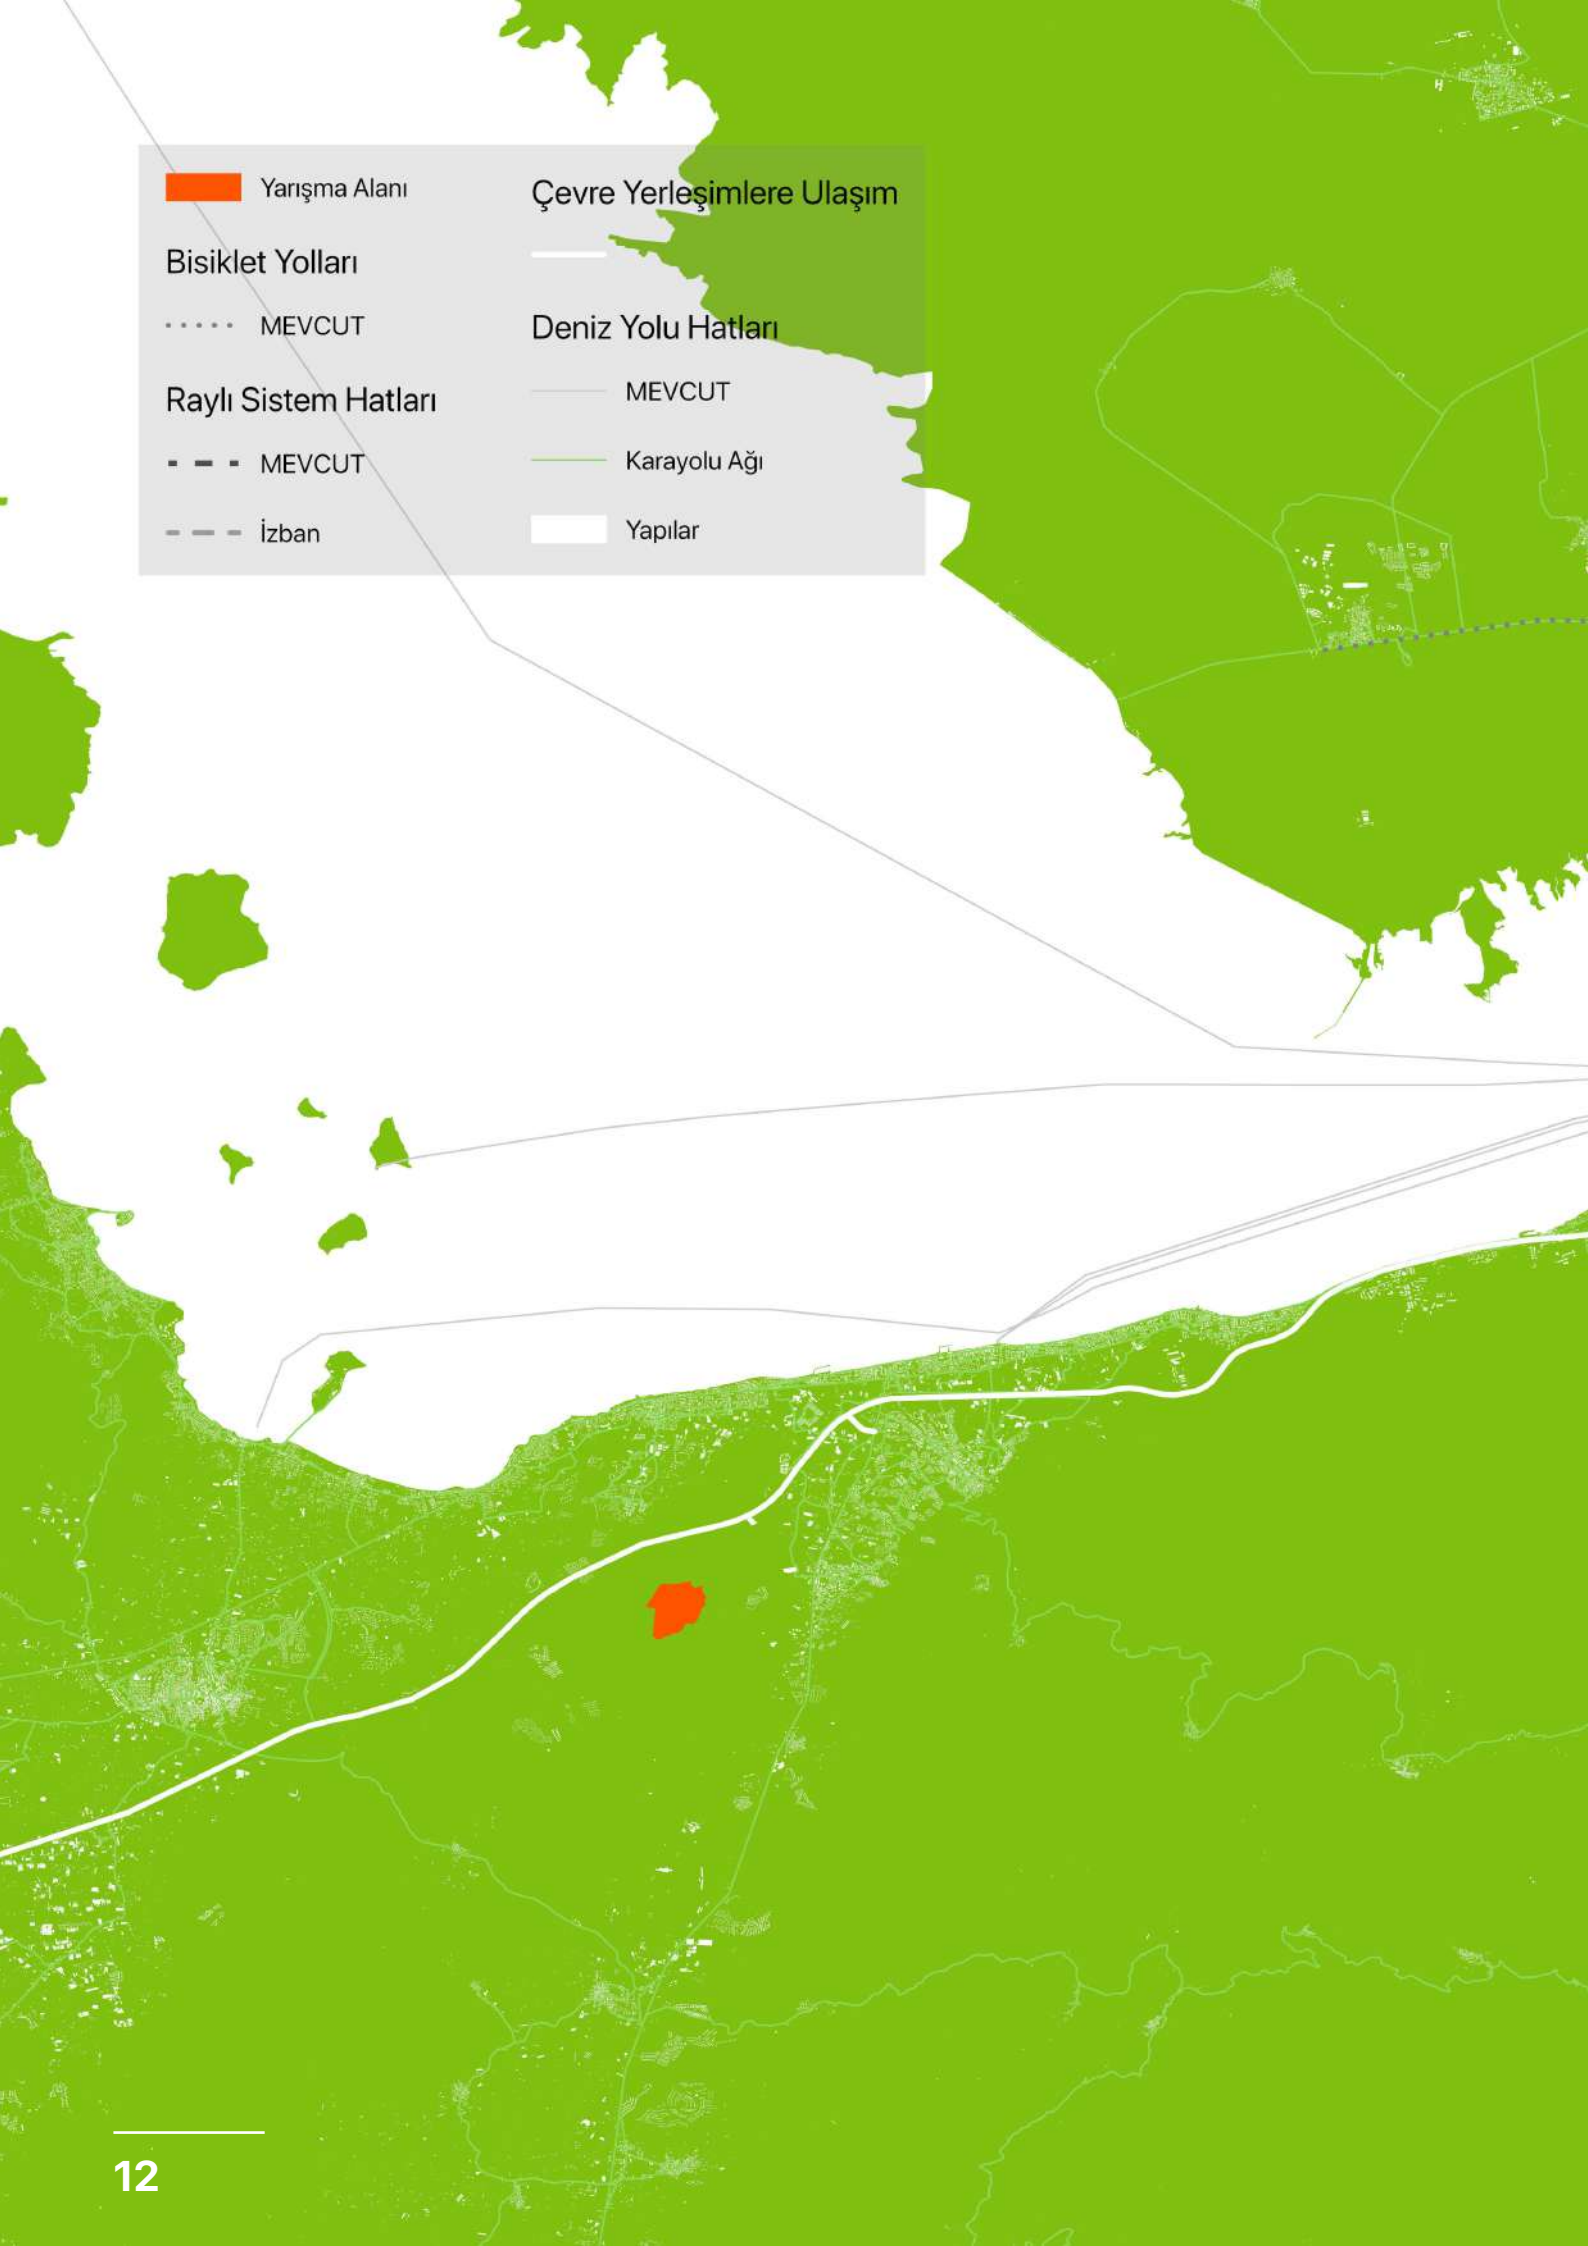 Yarışma Alanı
Bisiklet Yolları
MEVCUT
Raylı Sistem Hatları
MEVCUT
İzban
Çevre Yerleşimlere Ulaşım
Deniz Yolu Hatları
MEVCUT
Karayolu Ağı
Yapılar
12